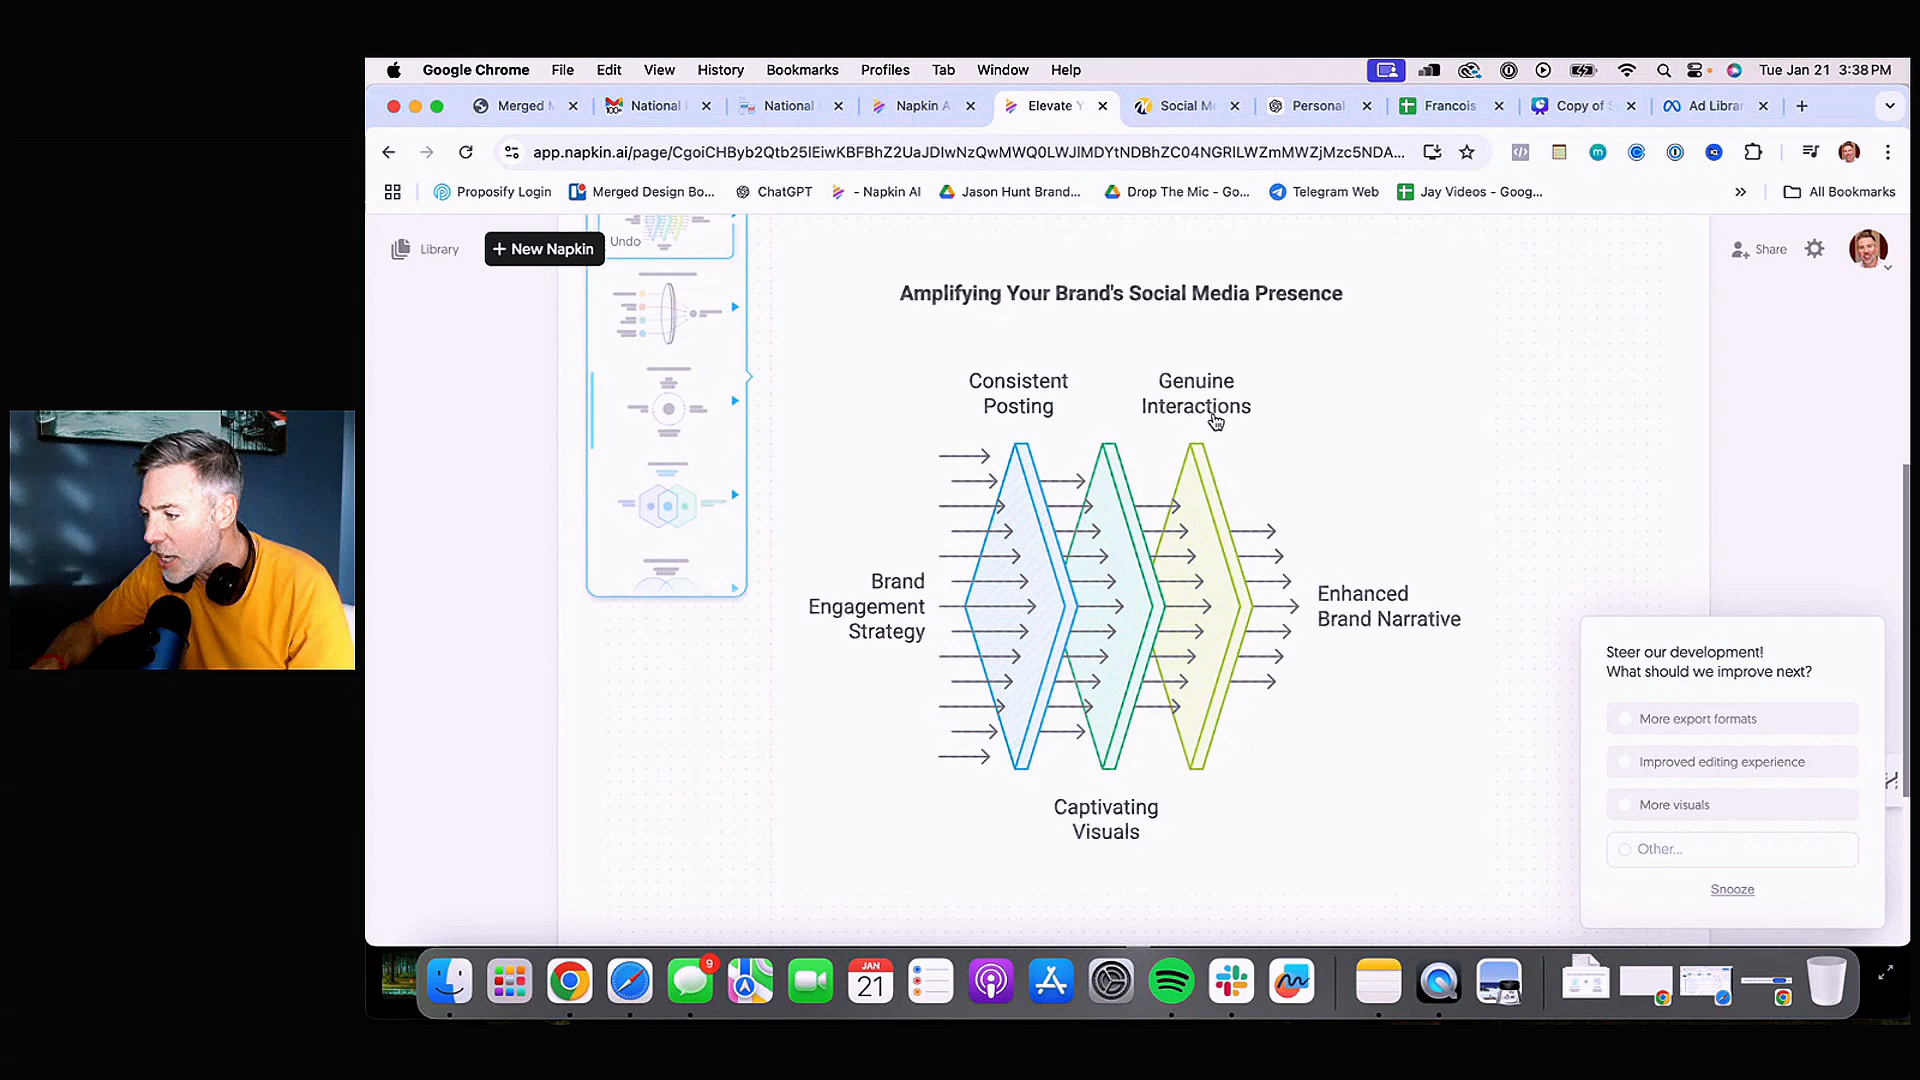 Google Chrome File Edit View History Bookmarks Profiles Tab Window Help
Tue Jan 21 3:38 PM
Merged M
National
National
Napkin A
Elevate Y
Social Me
Personal
Francois
Copy of S
Ad Librar
app.napkin.ai/page/CgoiCHByb2Qtb25lEiwKBFBhZ2UaJDIwNzQwMWQ0LWJlMDYtNDBhZC04NGRlLWZmMWZjMzc5NDA...
Proposify Login
Merged Design Bo...
ChatGPT
- Napkin AI
Jason Hunt Brand...
Drop The Mic - Go...
Telegram Web
Jay Videos - Goog...
All Bookmarks
Library
+ New Napkin
Undo
Share
Amplifying Your Brand's Social Media Presence
Consistent
Posting
Genuine
Interactions
Brand
Engagement
Strategy
Enhanced
Brand Narrative
Captivating
Visuals
Steer our development!
What should we improve next?
More export formats
Improved editing experience
More visuals
Other...
Snooze
9
JAN
21